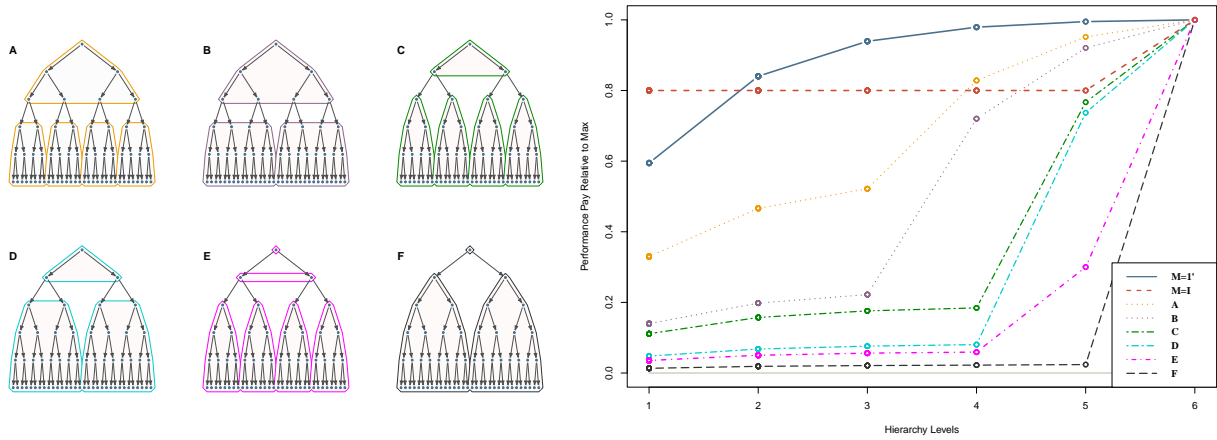 A
B
C
D
E
F
Performance Pay Relative to Max
1.0
0.8
0.6
0.4
0.2
0.0
1
2
3
4
5
6
Hierarchy Levels
M=1'
M=I
A
B
C
D
E
F